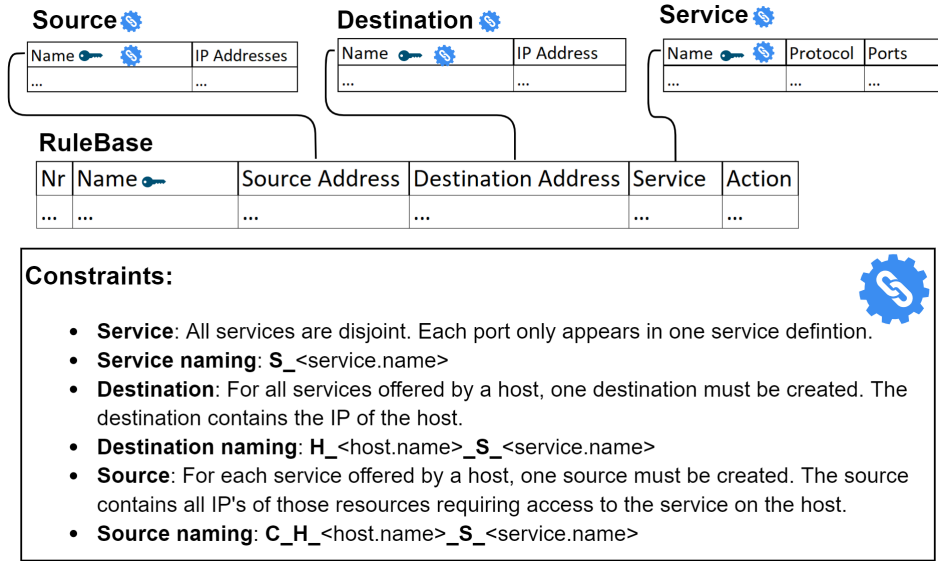 Source
Destination
Service
Name
IP Addresses
...
...
Name
IP Address
...
...
Name
Protocol
Ports
...
...
...
RuleBase
Nr
Name
Source Address
Destination Address
Service
Action
...
...
...
...
...
...
Constraints:
• Service: All services are disjoint. Each port only appears in one service defintion.
• Service naming: S_<service.name>
• Destination: For all services offered by a host, one destination must be created. The
destination contains the IP of the host.
• Destination naming: H_<host.name>_S_<service.name>
• Source: For each service offered by a host, one source must be created. The source
contains all IP's of those resources requiring access to the service on the host.
• Source naming: C_H_<host.name>_S_<service.name>